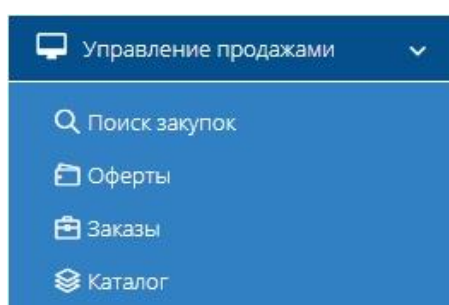 Управление продажами
Поиск закупок
Оферты
Заказы
Каталог